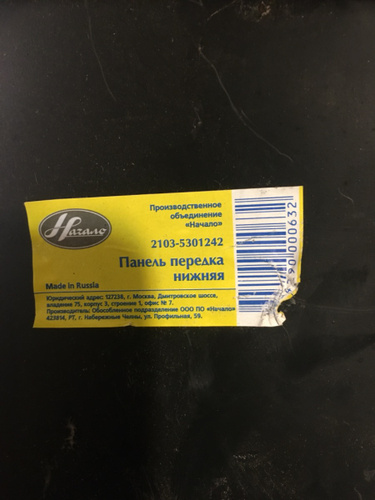 Начало
Производственное
объединение
«Начало»
2103-5301242
Панель передка
нижняя
Made in Russia
Юридический адрес: 127238, г. Москва, Дмитровское шоссе,
владение 75, корпус 3, строение 1, офис № 7.
Производитель: Обособленное подразделение ООО ПО «Начало»
423814, РТ, г. Набережные Челны, ул. Профильная, 59.
290000632